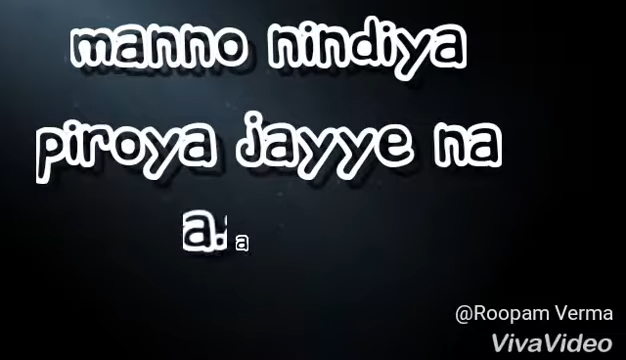 manno nindiya
piroya jayye na
a.. a
@Roopam Verma
VivaVideo